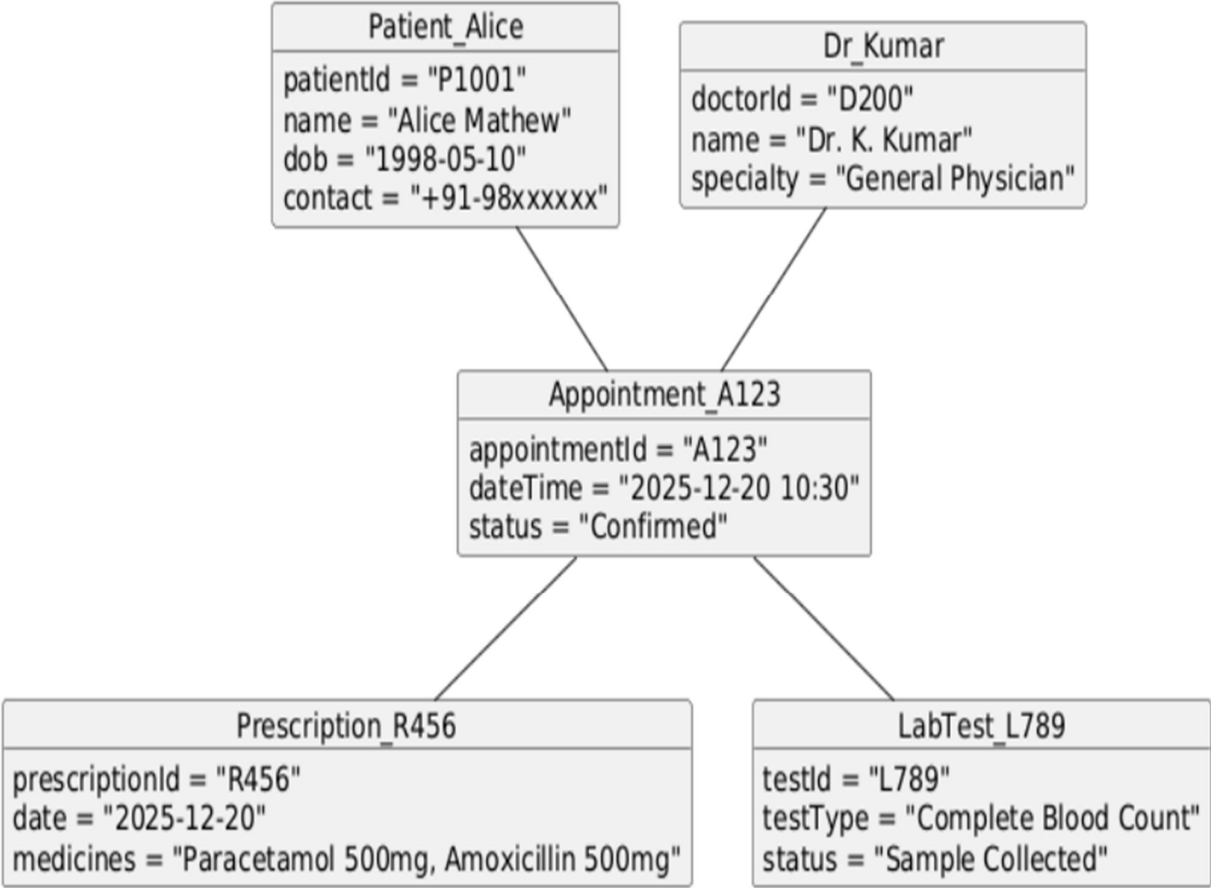 Patient_Alice
patientId = "P1001"
name = "Alice Mathew"
dob = "1998-05-10"
contact = "+91-98xxxxxx"
Dr_Kumar
doctorId = "D200"
name = "Dr. K. Kumar"
specialty = "General Physician"
Appointment_A123
appointmentId = "A123"
dateTime = "2025-12-20 10:30"
status = "Confirmed"
Prescription_R456
prescriptionId = "R456"
date = "2025-12-20"
medicines = "Paracetamol 500mg, Amoxicillin 500mg"
LabTest_L789
testId = "L789"
testType = "Complete Blood Count"
status = "Sample Collected"